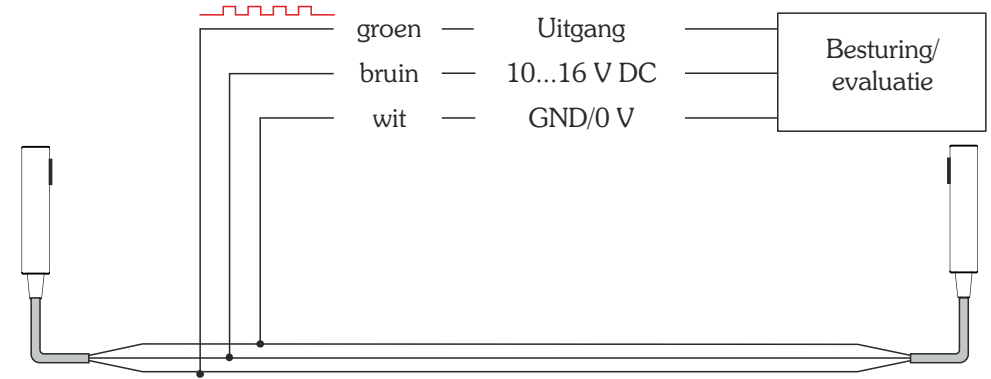 groen — Uitgang
bruin — 10...16 V DC
wit — GND/0 V
Besturing/
evaluatie